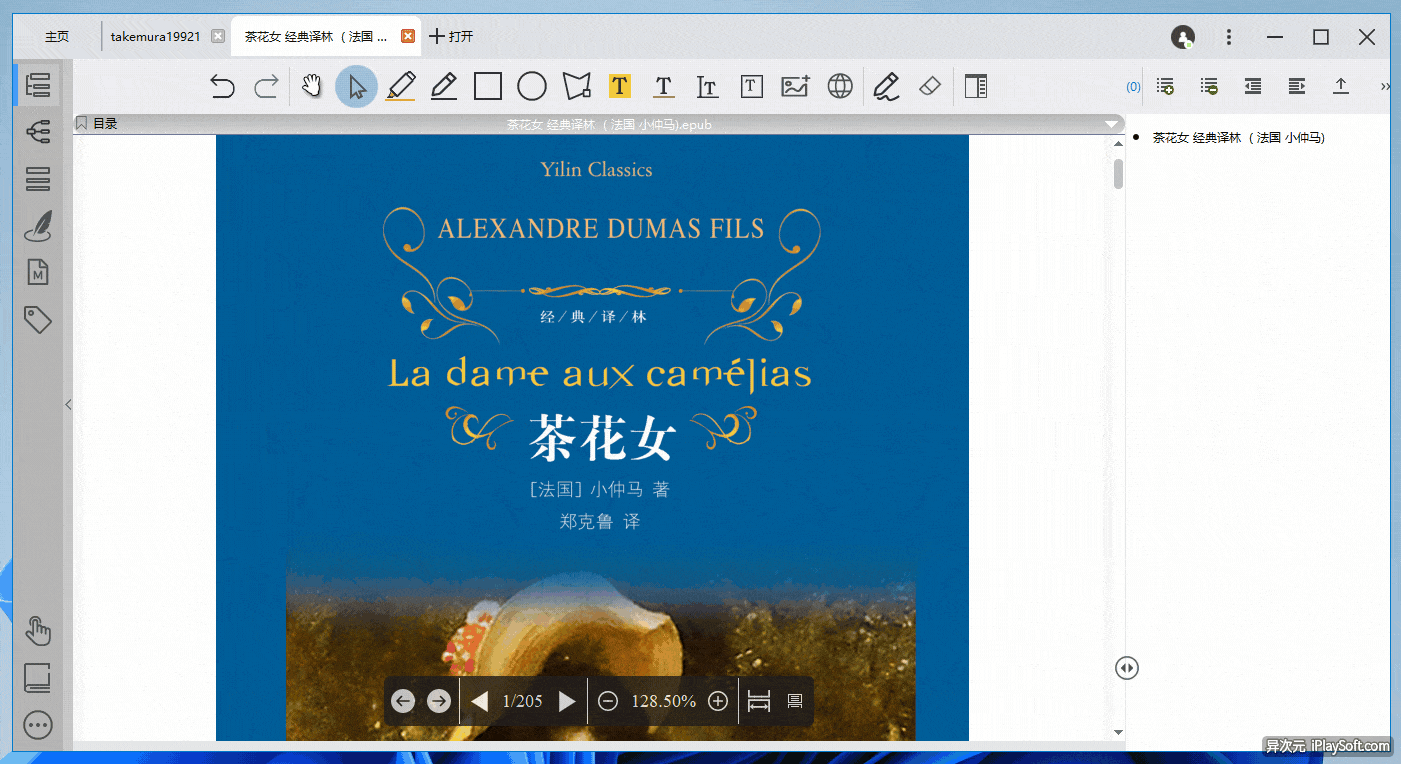 主页
takemura19921
茶花女 经典译林（ 法国 ...
打开
(0)
目录
茶花女 经典译林（ 法国 小仲马).epub
茶花女 经典译林（ 法国 小仲马)
Yilin Classics
ALEXANDRE DUMAS FILS
经/典/译/林
La dame aux camélias
茶花女
[法国] 小仲马 著
郑克鲁 译
1/205
128.50%
异次元 iPlaySoft.com